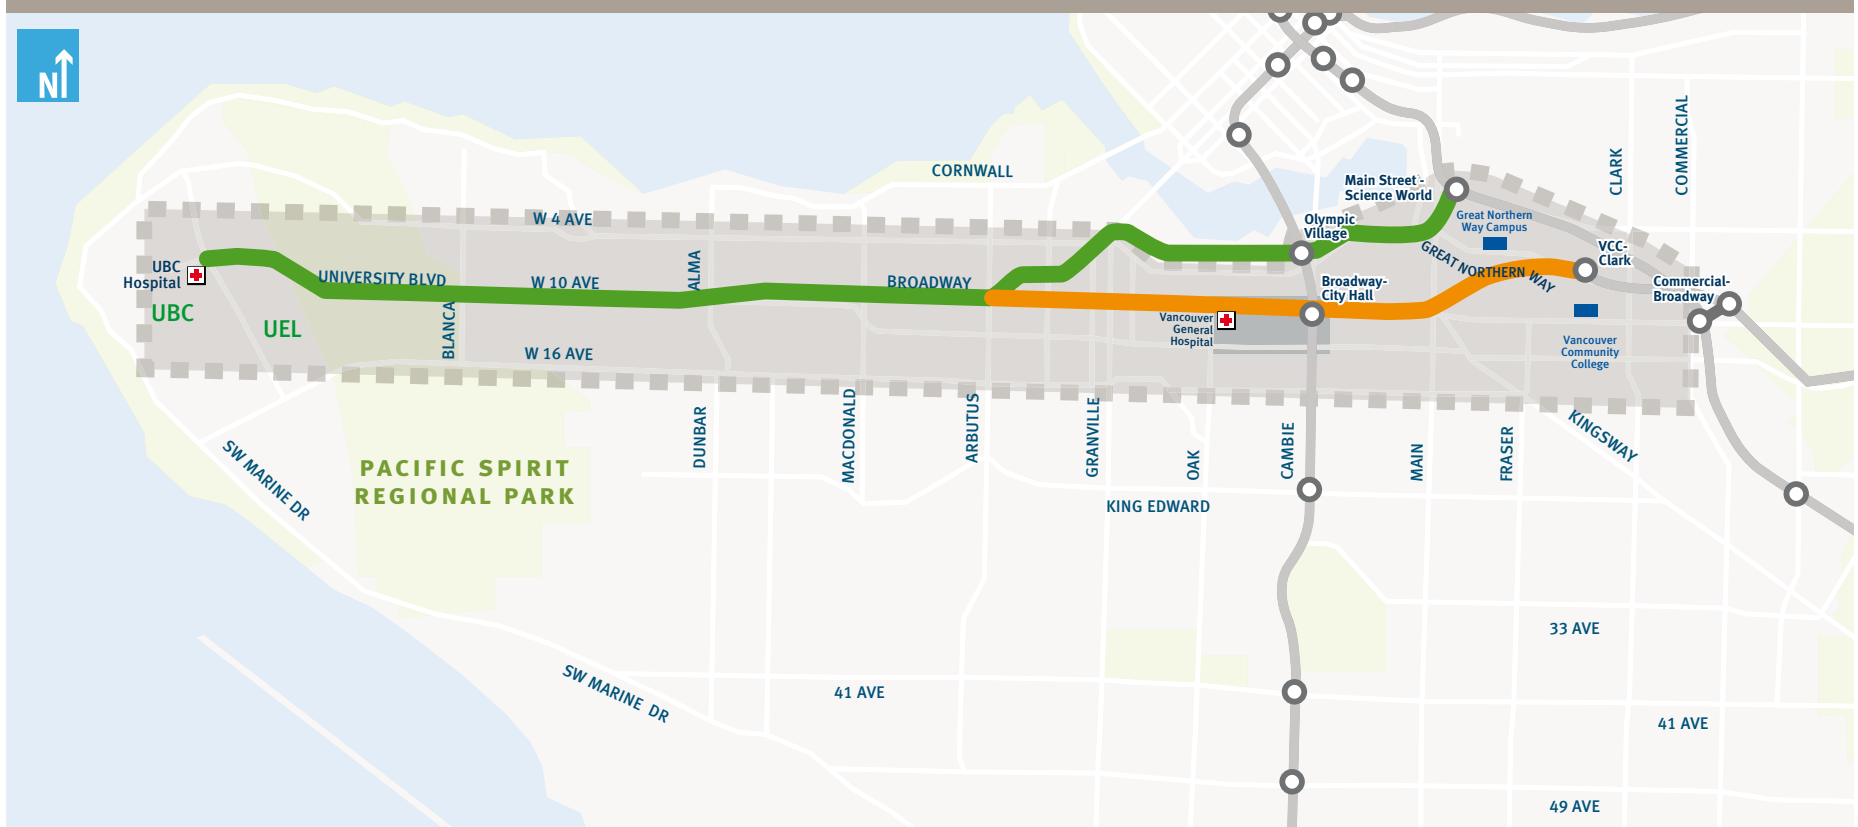 N
CORNWALL
CLARK
COMMERCIAL
Main Street -
Science World
W 4 AVE
Olympic
Village
Great Northern
Way Campus
VCC-
Clark
GREAT NORTHERN WAY
UBC
Hospital
UNIVERSITY BLVD
W 10 AVE
ALMA
BROADWAY
Broadway-
City Hall
Commercial-
Broadway
UBC
UEL
BLANCA
W 16 AVE
Vancouver
General
Hospital
Vancouver
Community
College
DUNBAR
MACDONALD
ARBUTUS
GRANVILLE
OAK
CAMBIE
MAIN
FRASER
KINGSWAY
SW MARINE DR
PACIFIC SPIRIT
REGIONAL PARK
KING EDWARD
33 AVE
SW MARINE DR
41 AVE
41 AVE
49 AVE